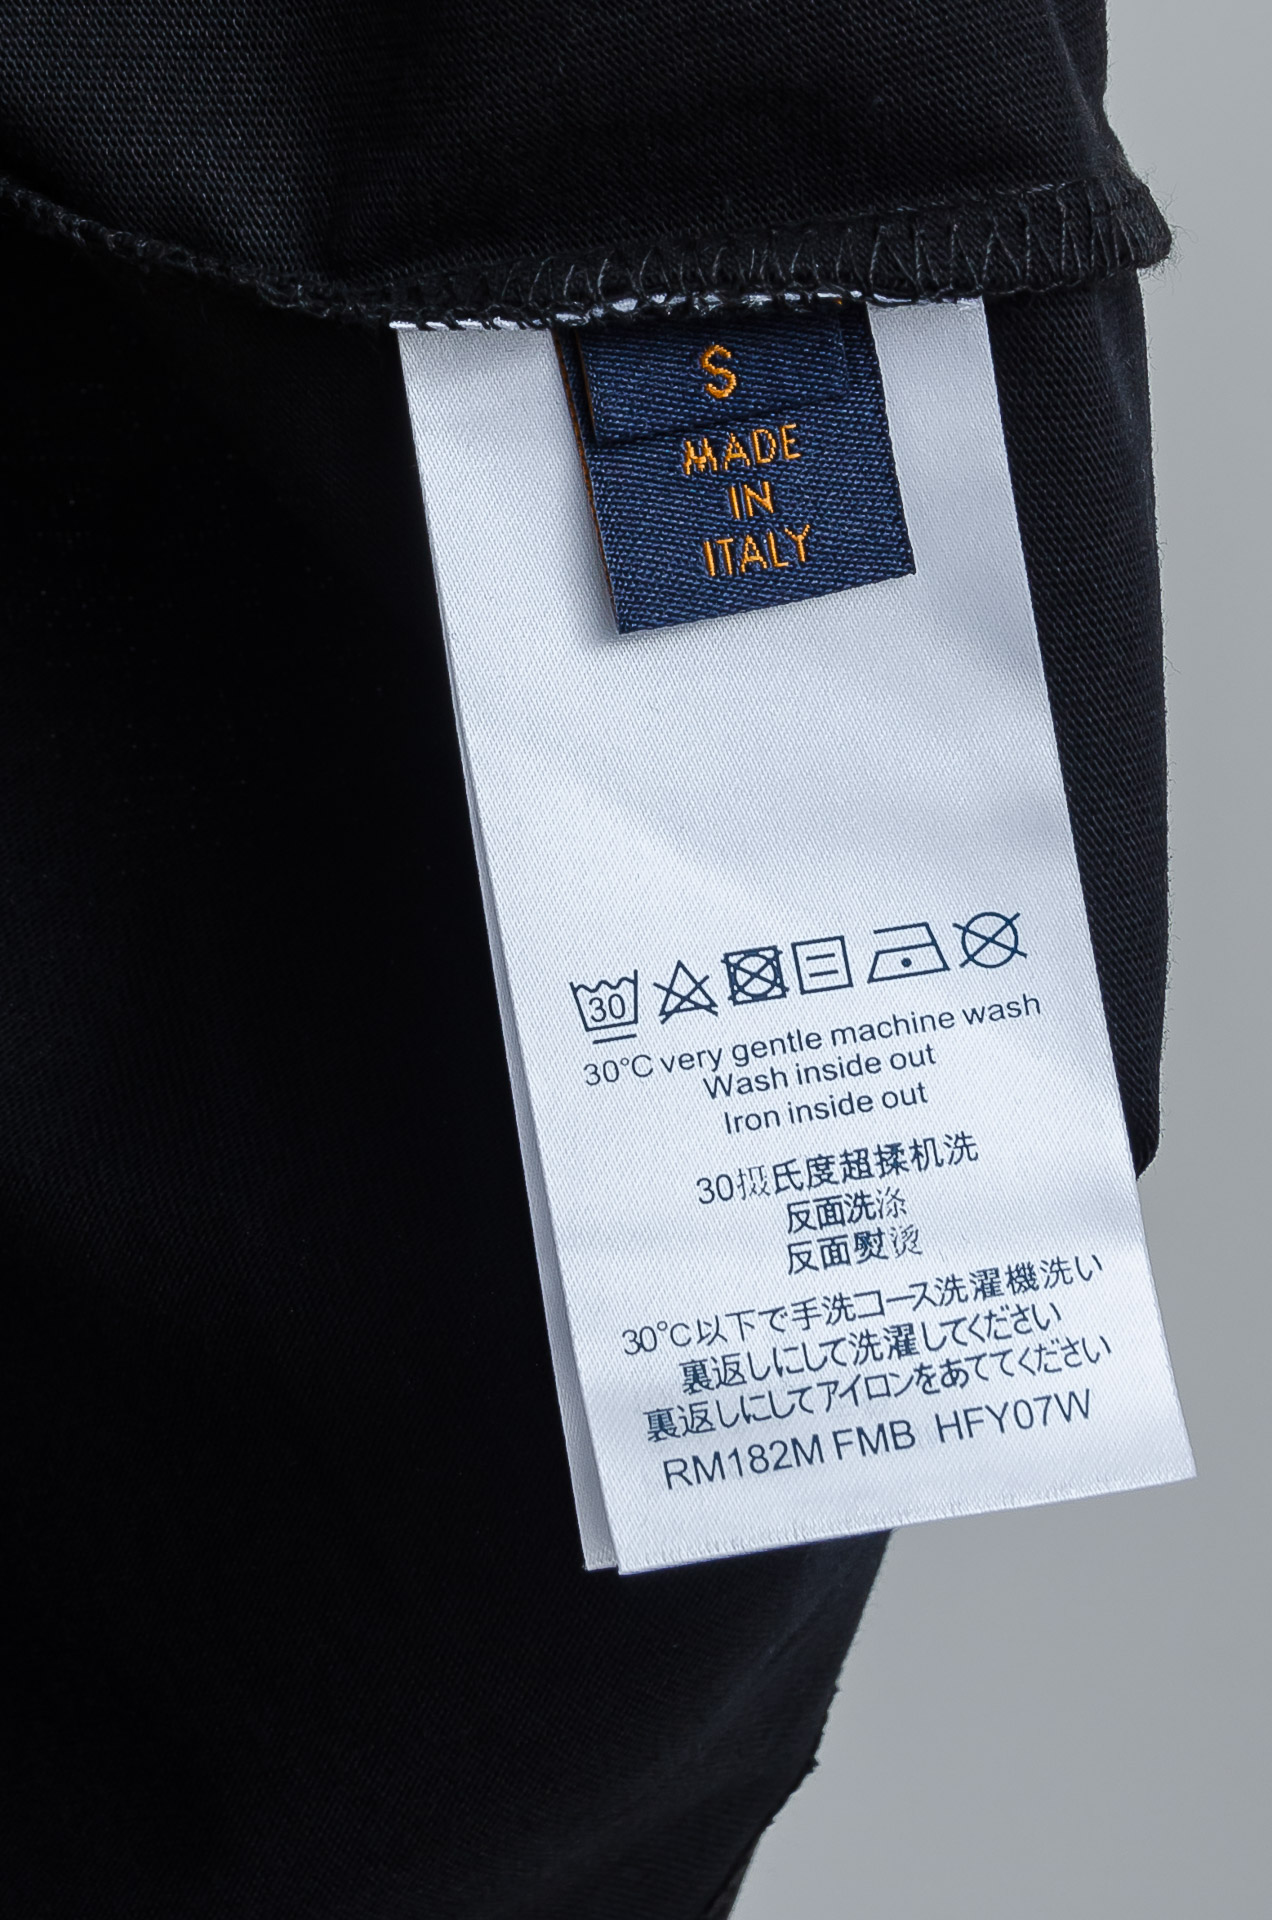 S
MADE
IN
ITALY
30
30°C very gentle machine wash
Wash inside out
Iron inside out
30摄氏度超揉机洗
反面洗涤
反面熨烫
30°C以下で手洗コース洗濯機洗い
裏返しにして洗濯してください
裏返しにしてアイロンをあててください
RM182M FMB HFY07W